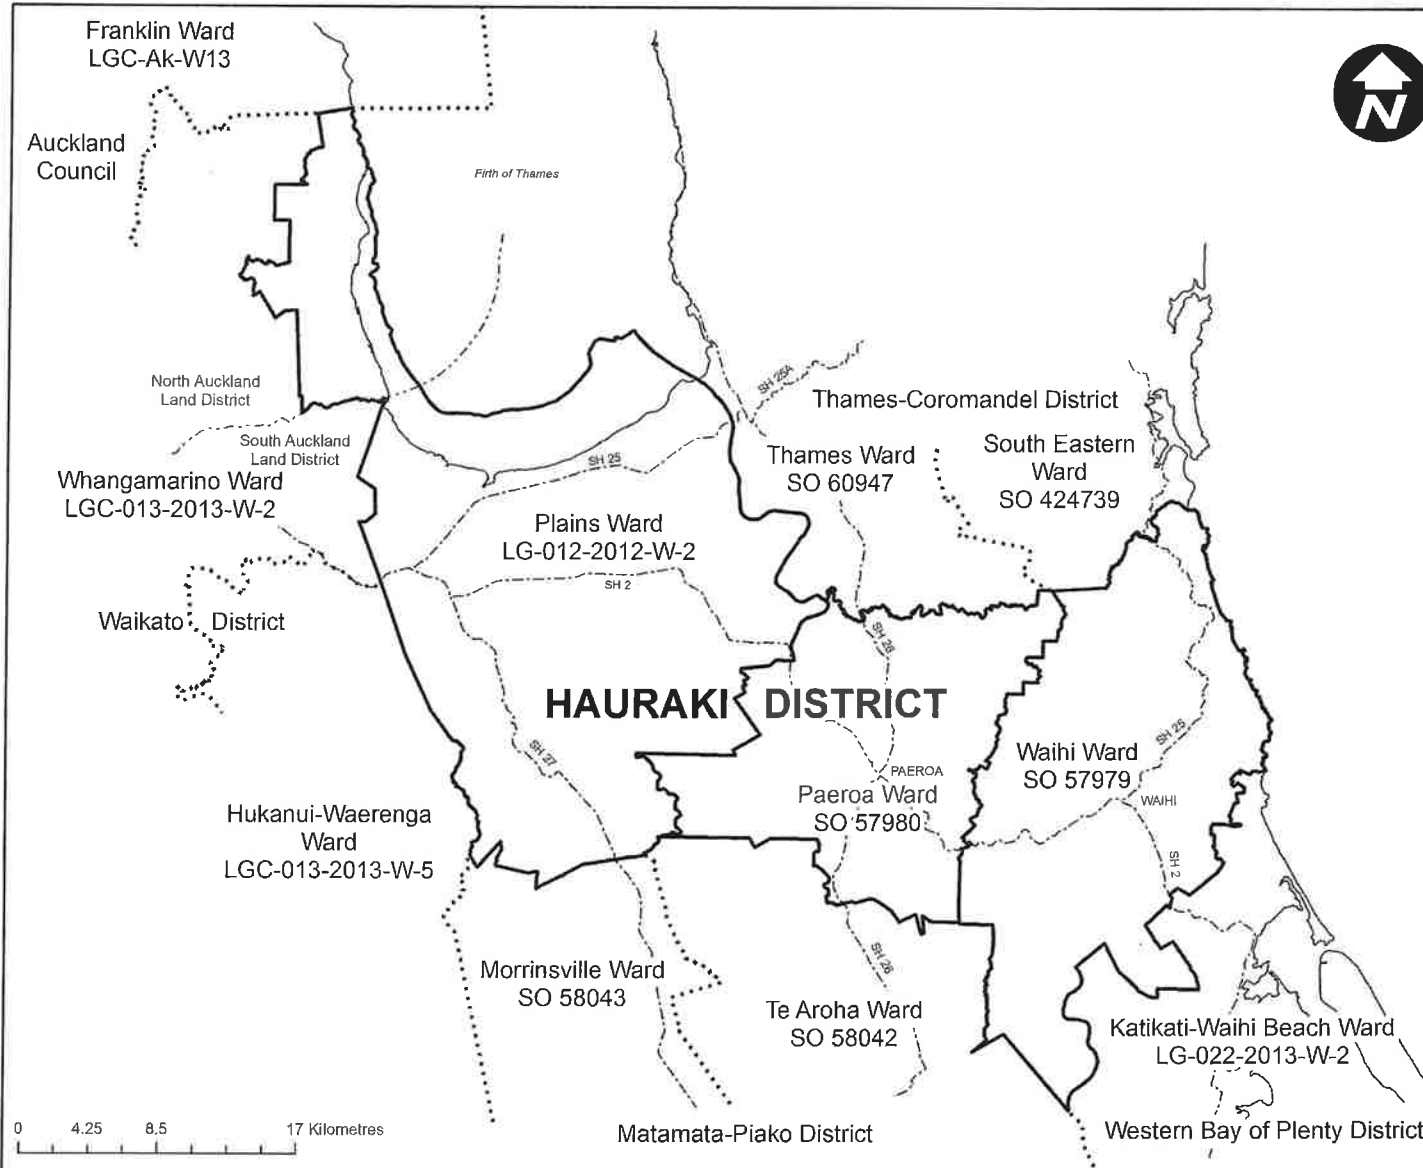 Franklin Ward
LGC-Ak-W13
N
Auckland
Council
Firth of Thames
North Auckland
Land District
South Auckland
Land District
SH 25A
Thames-Coromandel District
South Eastern
Ward
SO 424739
Thames Ward
SO 60947
Whangamarino Ward
LGC-013-2013-W-2
SH 25
Plains Ward
LG-012-2012-W-2
SH 2
Waikato District
SH 26
HAURAKI DISTRICT
SH 27
SH 25
Waihi Ward
SO 57979
PAEROA
WAIHI
Paeroa Ward
SO 57980
Hukanui-Waerenga
Ward
LGC-013-2013-W-5
SH 2
SH 26
Morrinsville Ward
SO 58043
Te Aroha Ward
SO 58042
Katikati-Waihi Beach Ward
LG-022-2013-W-2
0 4.25 8.5 17 Kilometres
Matamata-Piako District
Western Bay of Plenty District